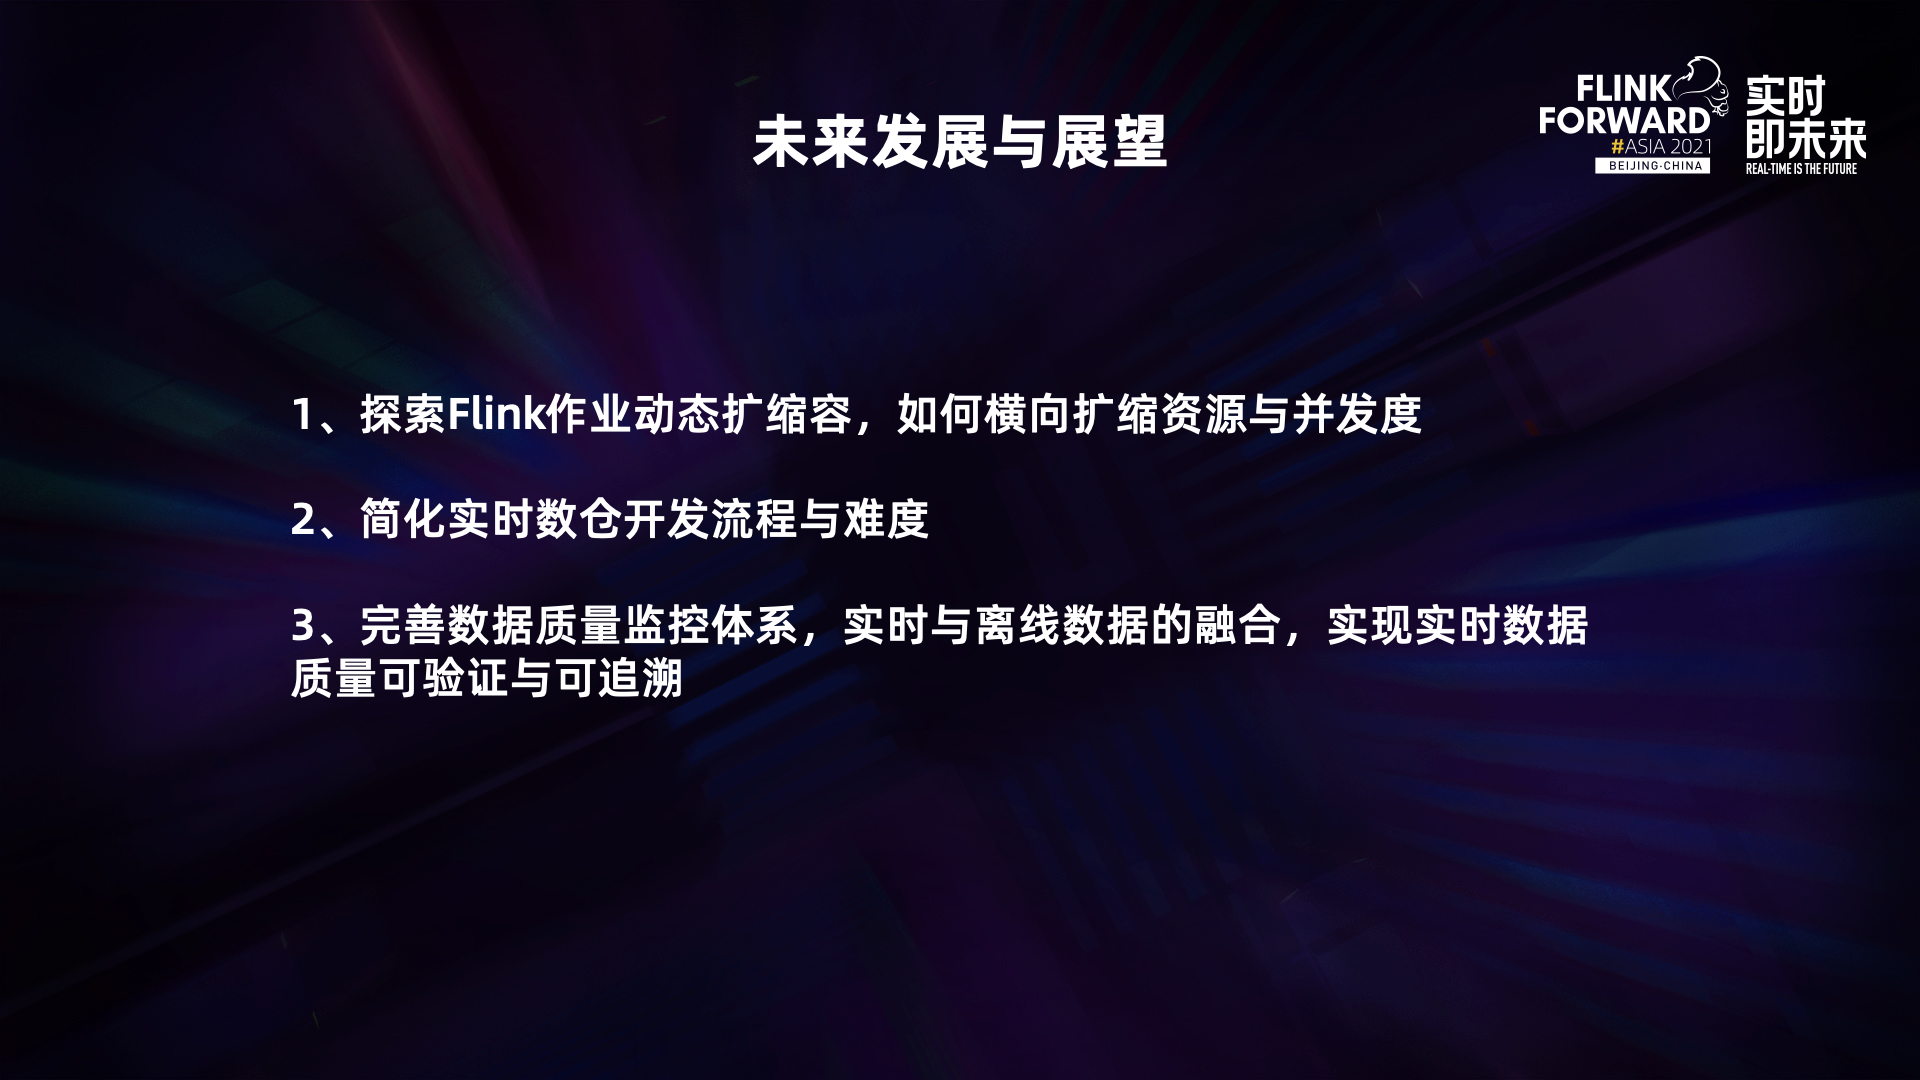 未来发展与展望
FLINK
FORWARD
#ASIA 2021
BEIJING·CHINA
实时
即未来
REAL-TIME IS THE FUTURE
1、探索Flink作业动态扩缩容，如何横向扩缩资源与并发度
2、简化实时数仓开发流程与难度
3、完善数据质量监控体系，实时与离线数据的融合，实现实时数据
质量可验证与可追溯